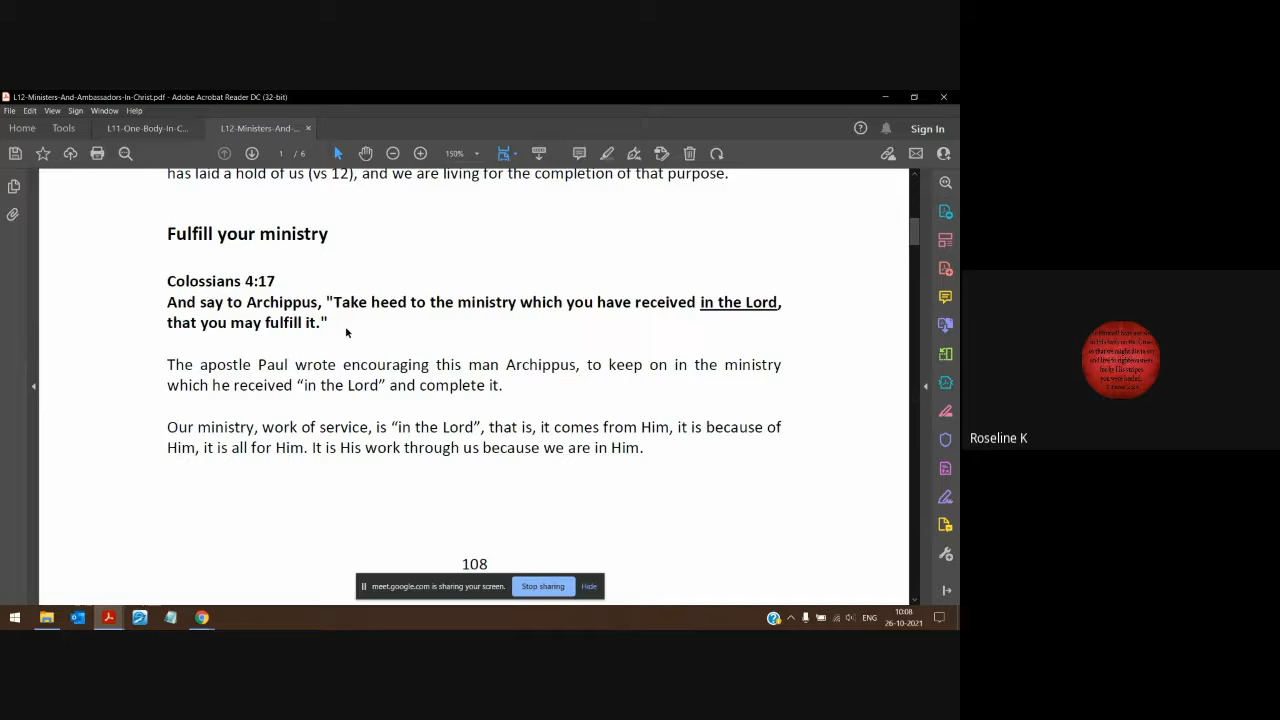 L12-Ministers-And-Ambassadors-In-Christ.pdf - Adobe Acrobat Reader DC (32-bit)
File Edit View Sign Window Help
Home Tools L11-One-Body-In-C... L12-Ministers-And-... × Sign In
1 / 6 150%
has laid a hold of us (vs 12), and we are living for the completion of that purpose.
Fulfill your ministry
Colossians 4:17
And say to Archippus, "Take heed to the ministry which you have received in the Lord,
that you may fulfill it."
The apostle Paul wrote encouraging this man Archippus, to keep on in the ministry
which he received “in the Lord” and complete it.
Our ministry, work of service, is “in the Lord”, that is, it comes from Him, it is because of
Him, it is all for Him. It is His work through us because we are in Him.
108
meet.google.com is sharing your screen. Stop sharing Hide
ENG 10:08
26-10-2021
Roseline K